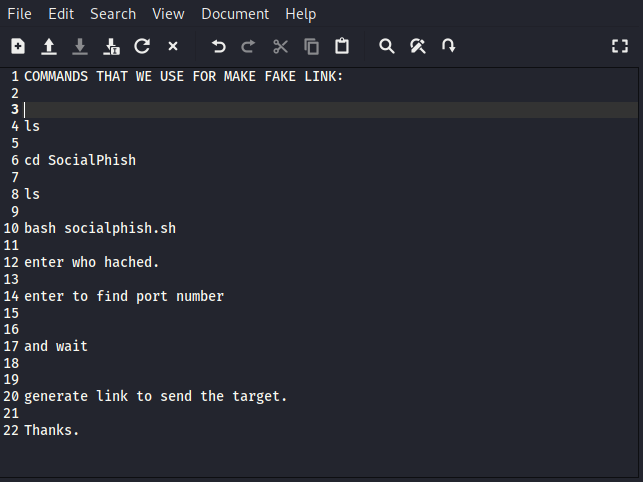 File Edit Search View Document Help
1 COMMANDS THAT WE USE FOR MAKE FAKE LINK:
2
3
4 ls
5
6 cd SocialPhish
7
8 ls
9
10 bash socialphish.sh
11
12 enter who hached.
13
14 enter to find port number
15
16
17 and wait
18
19
20 generate link to send the target.
21
22 Thanks.